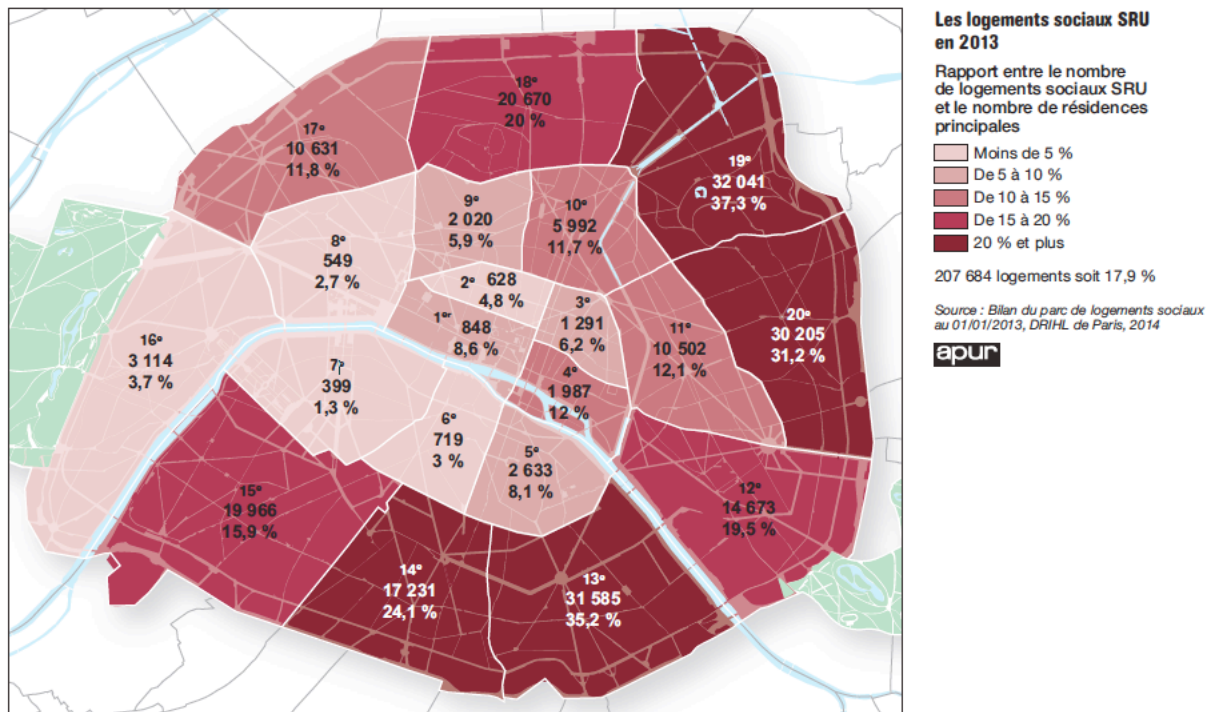 Les logements sociaux SRU
en 2013
Rapport entre le nombre
de logements sociaux SRU
et le nombre de résidences
principales
Moins de 5 %
De 5 à 10 %
De 10 à 15 %
De 15 à 20 %
20 % et plus
207 684 logements soit 17,9 %
Source : Bilan du parc de logements sociaux
au 01/01/2013, DRIHL de Paris, 2014
apur
18e
20 670
20 %
17e
10 631
11,8 %
19e
32 041
37,3 %
9e
2 020
5,9 %
10e
5 992
11,7 %
8e
549
2,7 %
2e 628
4,8 %
3e
1 291
6,2 %
1er 848
8,6 %
11e
10 502
12,1 %
20e
30 205
31,2 %
16e
3 114
3,7 %
7e
399
1,3 %
4e
1 987
12 %
6e
719
3 %
5e
2 633
8,1 %
15e
19 966
15,9 %
12e
14 673
19,5 %
14e
17 231
24,1 %
13e
31 585
35,2 %